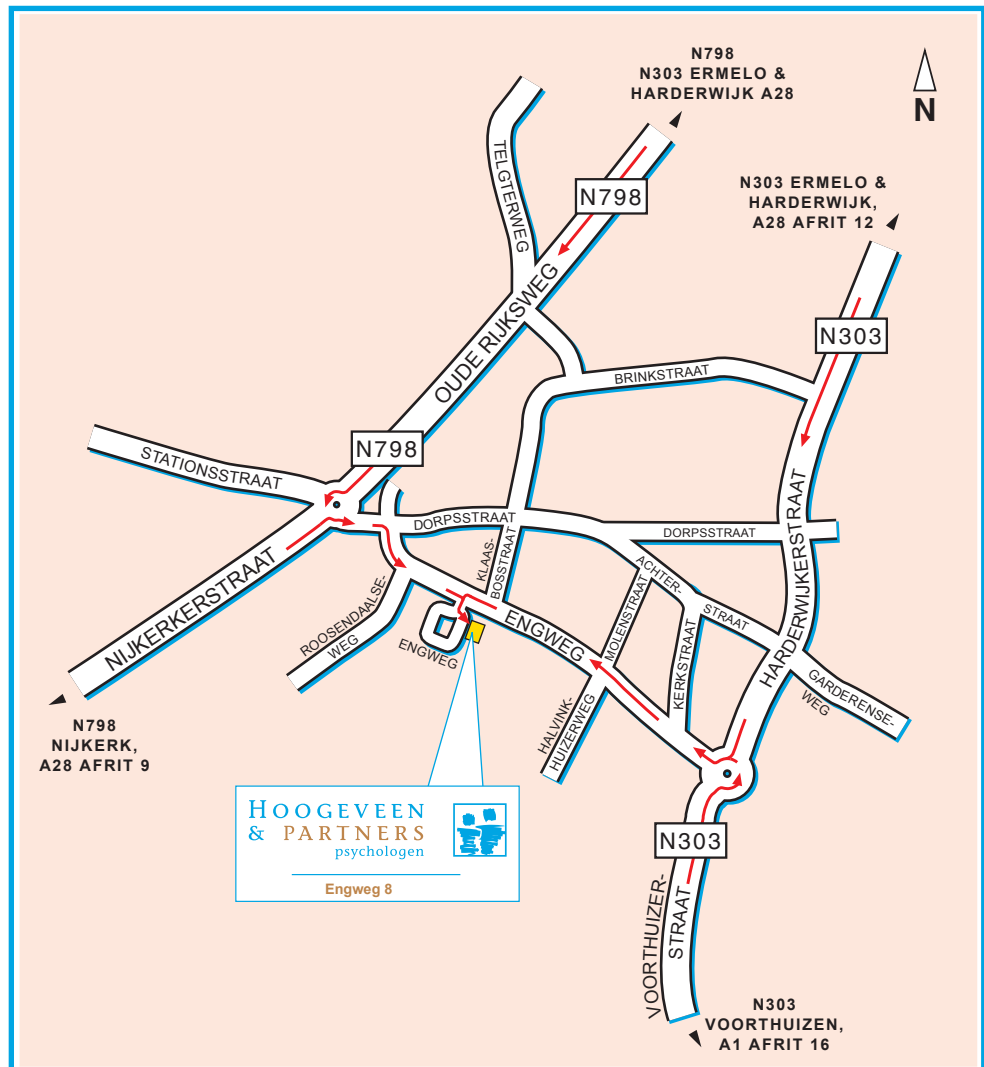 N798
N303 ERMELO &
HARDERWIJK A28
N
N303 ERMELO &
HARDERWIJK,
A28 AFRIT 12
TELGTERWEG
N798
OUDE RIJKSWEG
N303
BRINKSTRAAT
N798
STATIONSSTRAAT
DORPSSTRAAT
DORPSSTRAAT
NIJKERKERSTRAAT
HARDERWIJKERSTRAAT
KLAAS-
BOSSTRAAT
ACHTER-
STRAAT
ROOSENDAALSE-
WEG
ENGWEG
ENGWEG
MOLENSTRAAT
KERKSTRAAT
GARDERENSE-
WEG
HALVINK-
HUIZERWEG
N798
NIJKERK,
A28 AFRIT 9
HOOGEVEEN
& PARTNERS
psychologen
Engweg 8
N303
VOORTHUIZER-
STRAAT
N303
VOORTHUIZEN,
A1 AFRIT 16